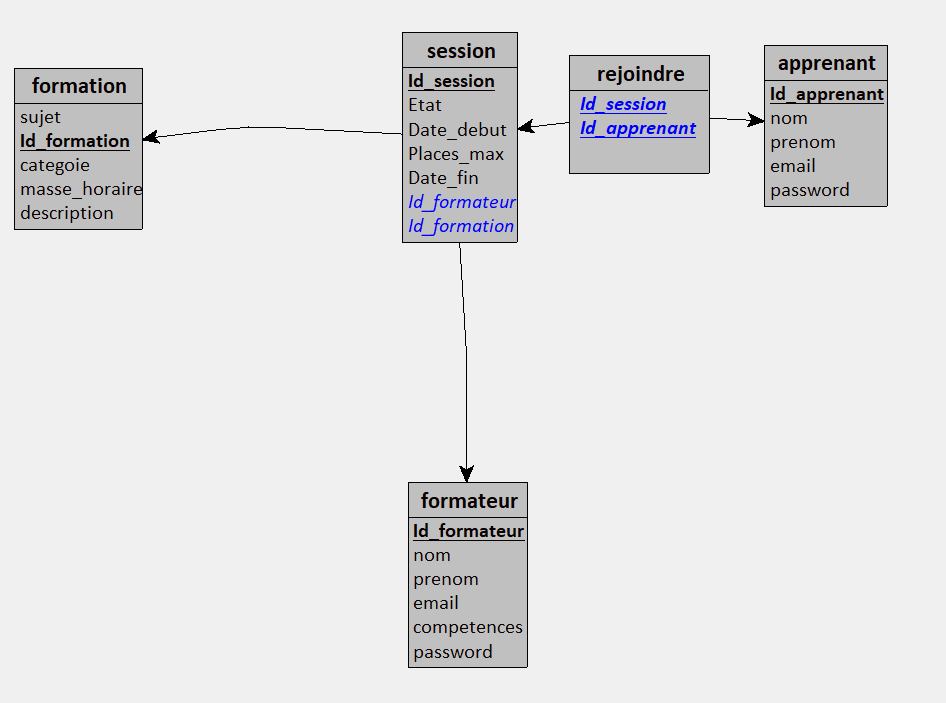 formation
sujet
Id_formation
categoie
masse_horaire
description
session
Id_session
Etat
Date_debut
Places_max
Date_fin
Id_formateur
Id_formation
rejoindre
Id_session
Id_apprenant
apprenant
Id_apprenant
nom
prenom
email
password
formateur
Id_formateur
nom
prenom
email
competences
password